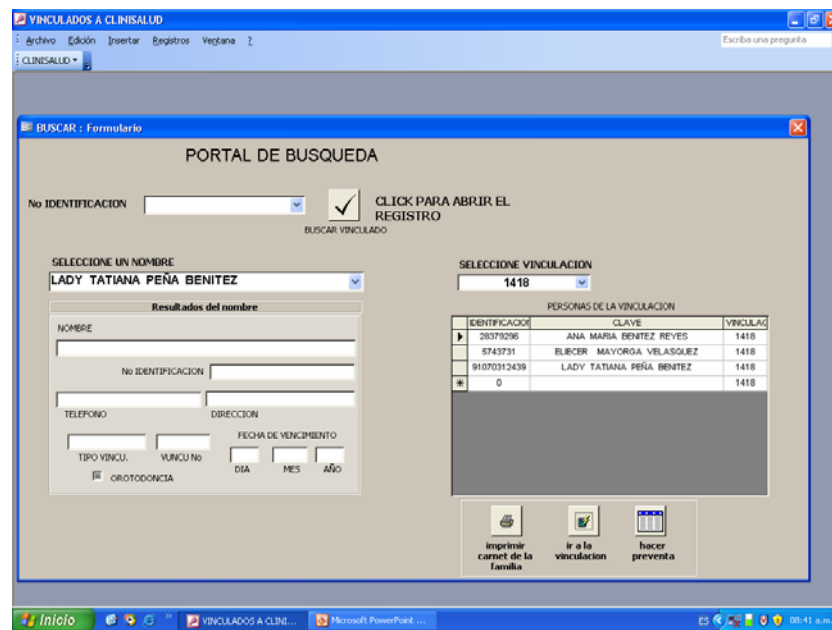 VINCULADOS A CLINISALUD
Archivo Edición Insertar Registros Ventana ?
Escriba una pregunta
CLINISALUD
BUSCAR : Formulario
PORTAL DE BUSQUEDA
No IDENTIFICACION
CLICK PARA ABRIR EL
REGISTRO
BUSCAR VINCULADO
SELECCIONE UN NOMBRE
LADY TATIANA PEÑA BENITEZ
SELECCIONE VINCULACION
1418
Resultados del nombre
NOMBRE
No IDENTIFICACION
TELEFONO DIRECCION
FECHA DE VENCIMIENTO
TIPO VINCU. VUNCU No DIA MES AÑO
OROTODONCIA
PERSONAS DE LA VINCULACION
IDENTIFICACION CLAVE VINCULAC
28379296 ANA MARIA BENITEZ REYES 1418
5743731 ELIECER MAYORGA VELASQUEZ 1418
91070312439 LADY TATIANA PEÑA BENITEZ 1418
0 1418
imprimir
carnet de la
familia
ir a la
vinculacion
hacer
preventa
Inicio
VINCULADOS A CLINI...
Microsoft PowerPoint ...
ES
08:41 a.m.